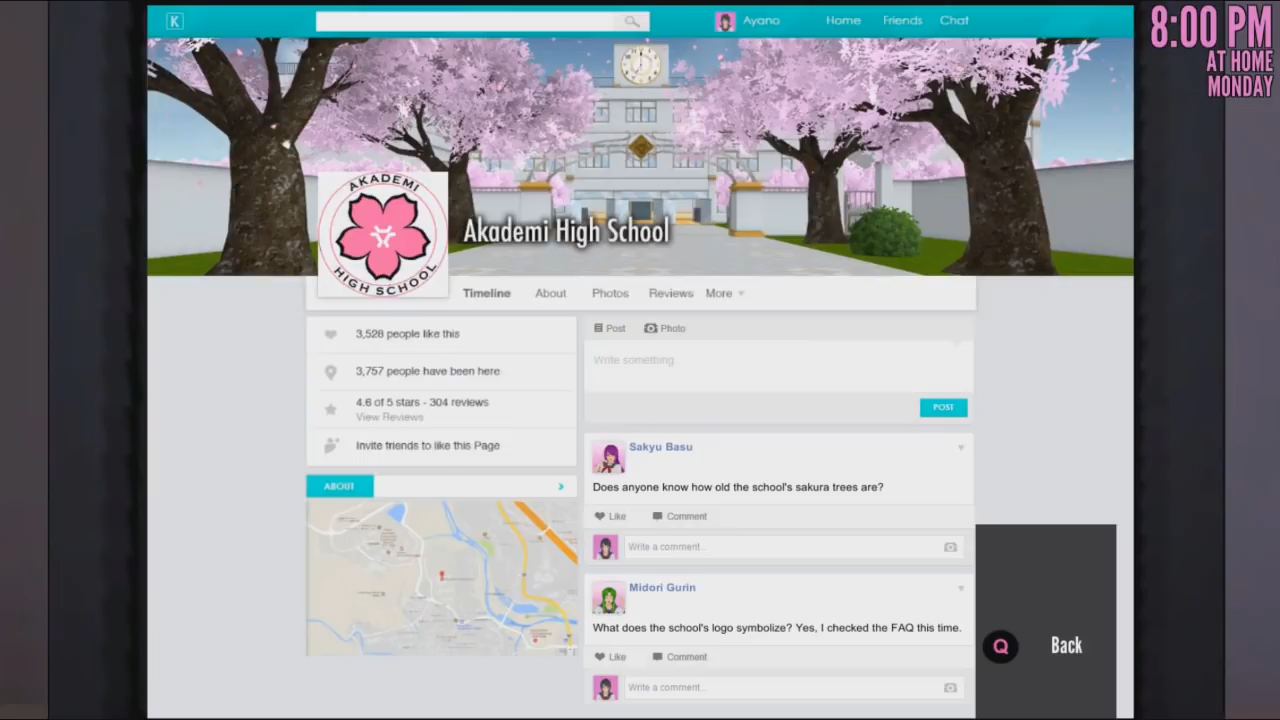 K
Ayano
Home
Friends
Chat
8:00 PM
AT HOME
MONDAY
AKADEMI
HIGH SCHOOL
Akademi High School
Timeline
About
Photos
Reviews
More
3,528 people like this
3,757 people have been here
4.6 of 5 stars - 304 reviews
View Reviews
Invite friends to like this Page
ABOUT
Post
Photo
Write something
POST
Sakyu Basu
Does anyone know how old the school's sakura trees are?
Like
Comment
Write a comment...
Midori Gurin
What does the school's logo symbolize? Yes, I checked the FAQ this time.
Like
Comment
Write a comment...
Q
Back